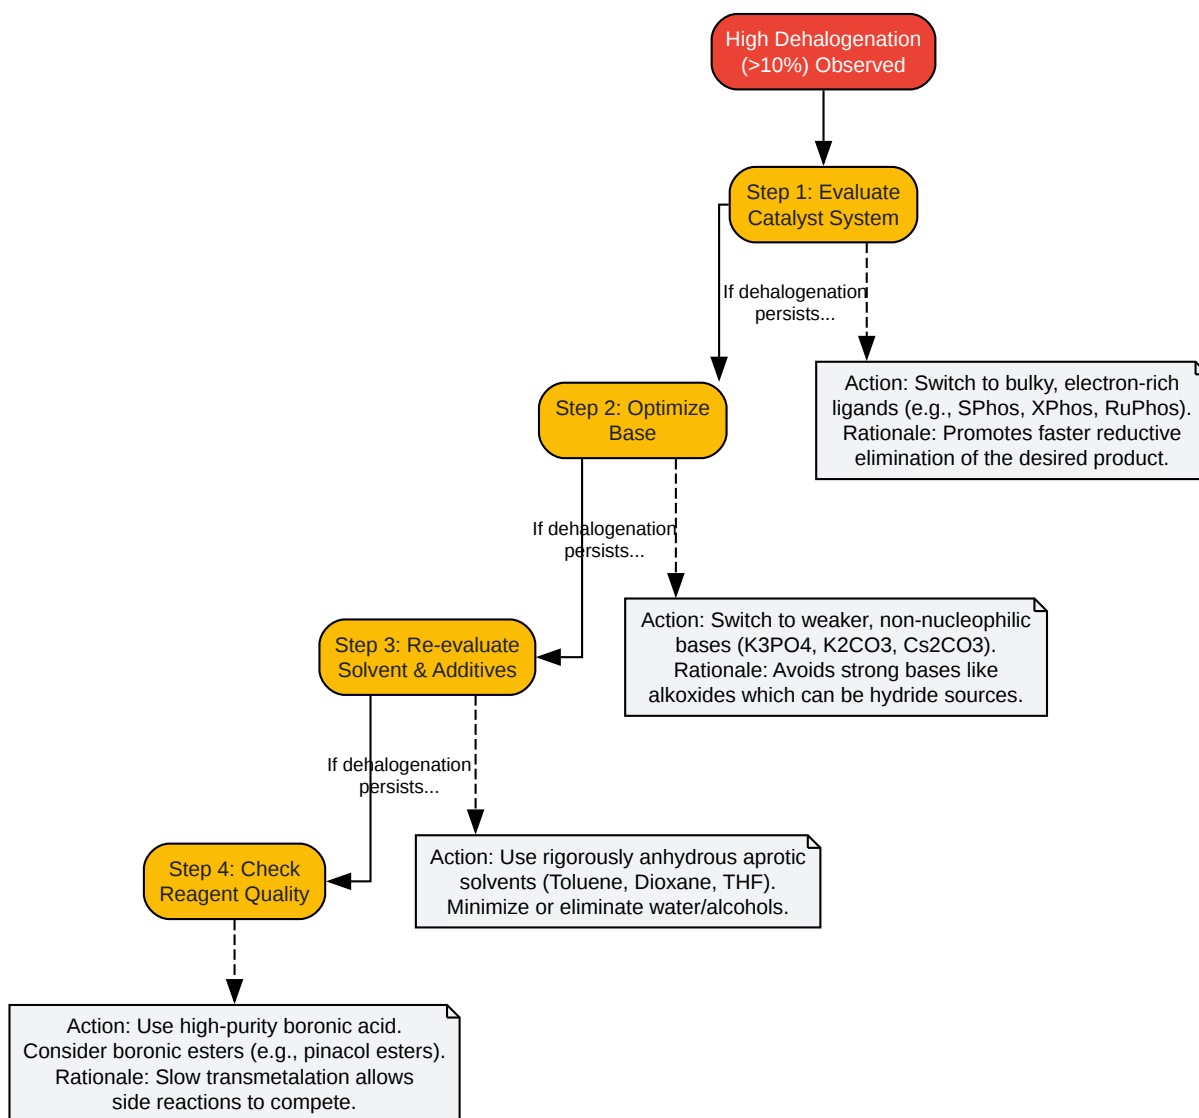 High Dehalogenation
(>10%) Observed
Step 1: Evaluate
Catalyst System
If dehalogenation
persists...
Action: Switch to bulky, electron-rich
ligands (e.g., SPhos, XPhos, RuPhos).
Rationale: Promotes faster reductive
elimination of the desired product.
Step 2: Optimize
Base
If dehalogenation
persists...
Action: Switch to weaker, non-nucleophilic
bases (K3PO4, K2CO3, Cs2CO3).
Rationale: Avoids strong bases like
alkoxides which can be hydride sources.
Step 3: Re-evaluate
Solvent & Additives
If dehalogenation
persists...
Action: Use rigorously anhydrous aprotic
solvents (Toluene, Dioxane, THF).
Minimize or eliminate water/alcohols.
Step 4: Check
Reagent Quality
Action: Use high-purity boronic acid.
Consider boronic esters (e.g., pinacol esters).
Rationale: Slow transmetalation allows
side reactions to compete.